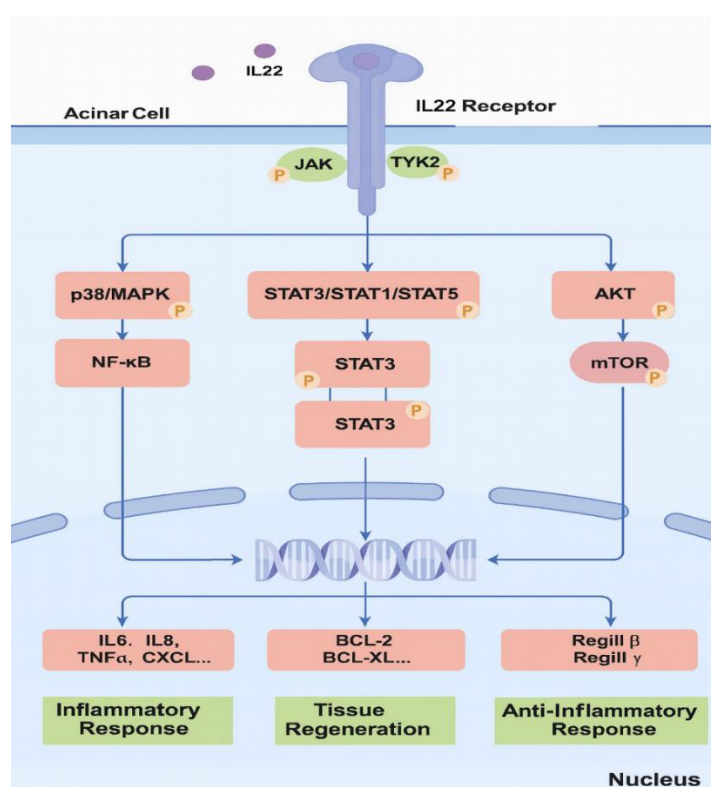 IL22
IL22 Receptor
Acinar Cell
JAK
P
TYK2
P
p38/MAPK
P
STAT3/STAT1/STAT5
P
AKT
P
NF-κB
STAT3
P
mTOR
P
STAT3
P
IL6. IL8,
TNFα, CXCL...
BCL-2
BCL-XL...
Regill β
Regill γ
Inflammatory
Response
Tissue
Regeneration
Anti-Inflammatory
Response
Nucleus